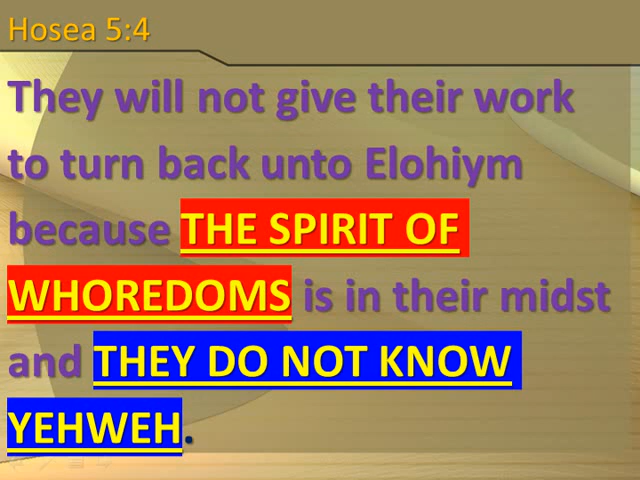 Hosea 5:4
They will not give their work
to turn back unto Elohiym
because THE SPIRIT OF
WHOREDOMS is in their midst
and THEY DO NOT KNOW
YEHWEH.